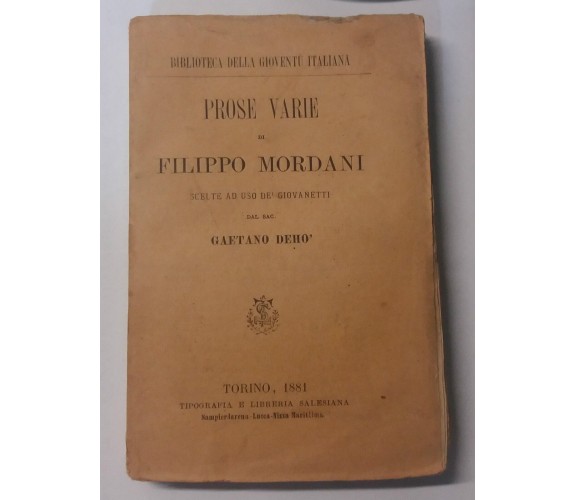 BIBLIOTECA DELLA GIOVENTÙ ITALIANA
PROSE VARIE
DI
FILIPPO MORDANI
SCELTE AD USO DE' GIOVANETTI
DAL SAC.
GAETANO DEHO'
TORINO, 1881
TIPOGRAFIA E LIBRERIA SALESIANA
Sampierdarena-Lucca-Nizza Marittima